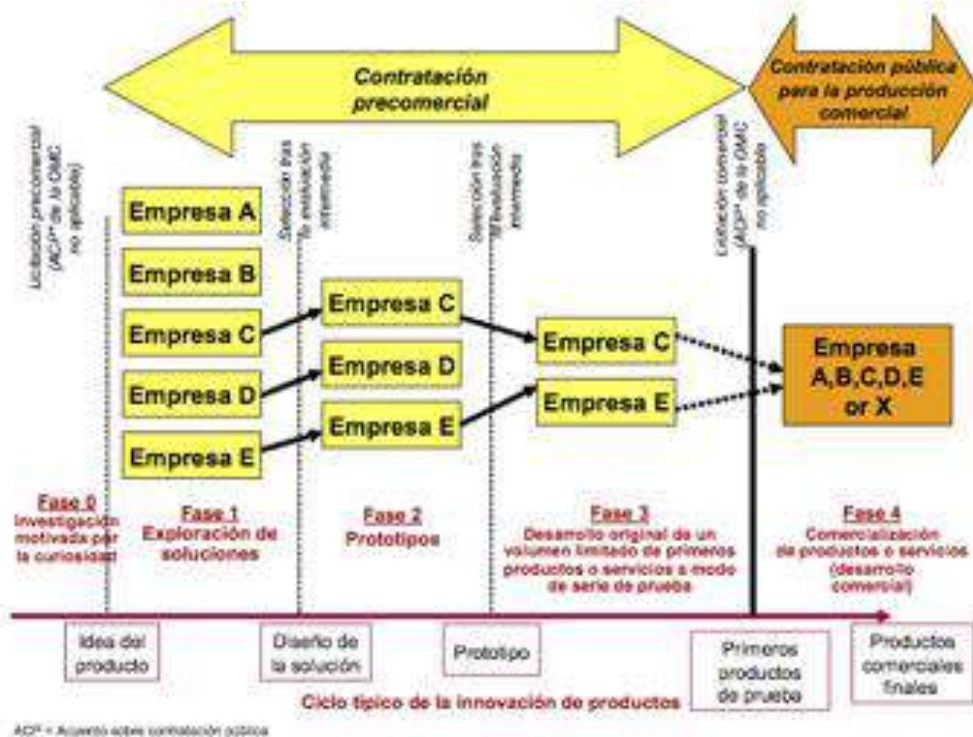 Contratación
precomercial
Contratación pública
para la producción
comercial
Licitación precomercial
(ACP* de la OMC
no aplicable)
Selección tras
evaluación
intermedia
Selección tras
evaluación
intermedia
Licitación comercial
(ACP* de la OMC
no aplicable)
Empresa A
Empresa B
Empresa C
Empresa D
Empresa E
Empresa C
Empresa D
Empresa E
Empresa C
Empresa E
Empresa
A,B,C,D,E
or X
Fase 0
Investigación
motivada por
la curiosidad
Fase 1
Exploración de
soluciones
Fase 2
Prototipos
Fase 3
Desarrollo original de un
volumen limitado de primeros
productos o servicios a modo
de serie de prueba
Fase 4
Comercialización
de productos o servicios
(desarrollo
comercial)
Idea del
producto
Diseño de
la solución
Prototipo
Primeros
productos
de prueba
Productos
comerciales
finales
Ciclo típico de la innovación de productos
ACP* = Acuerdo sobre contratación pública